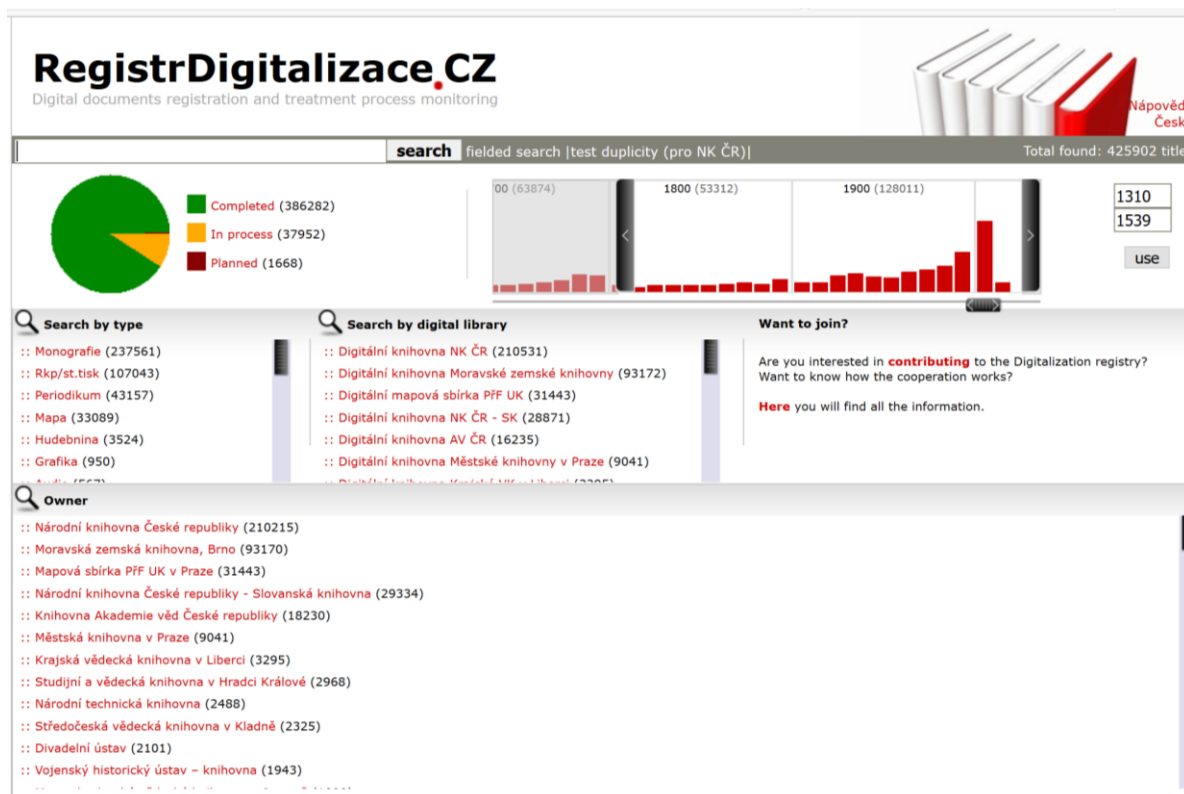 RegistrDigitalizace.CZ
Digital documents registration and treatment process monitoring
Nápověd
Česk
search fielded search |test duplicity (pro NK ČR)| Total found: 425902 title
Completed (386282)
In process (37952)
Planned (1668)
00 (63874) 1800 (53312) 1900 (128011)
1310
1539
use
Search by type
:: Monografie (237561)
:: Rkp/st.tisk (107043)
:: Periodikum (43157)
:: Mapa (33089)
:: Hudebnina (3524)
:: Grafika (950)
Search by digital library
:: Digitální knihovna NK ČR (210531)
:: Digitální knihovna Moravské zemské knihovny (93172)
:: Digitální mapová sbírka PřF UK (31443)
:: Digitální knihovna NK ČR - SK (28871)
:: Digitální knihovna AV ČR (16235)
:: Digitální knihovna Městské knihovny v Praze (9041)
Want to join?
Are you interested in contributing to the Digitalization registry?
Want to know how the cooperation works?
Here you will find all the information.
Owner
:: Národní knihovna České republiky (210215)
:: Moravská zemská knihovna, Brno (93170)
:: Mapová sbírka PřF UK v Praze (31443)
:: Národní knihovna České republiky - Slovanská knihovna (29334)
:: Knihovna Akademie věd České republiky (18230)
:: Městská knihovna v Praze (9041)
:: Krajská vědecká knihovna v Liberci (3295)
:: Studijní a vědecká knihovna v Hradci Králové (2968)
:: Národní technická knihovna (2488)
:: Středočeská vědecká knihovna v Kladně (2325)
:: Divadelní ústav (2101)
:: Vojenský historický ústav – knihovna (1943)